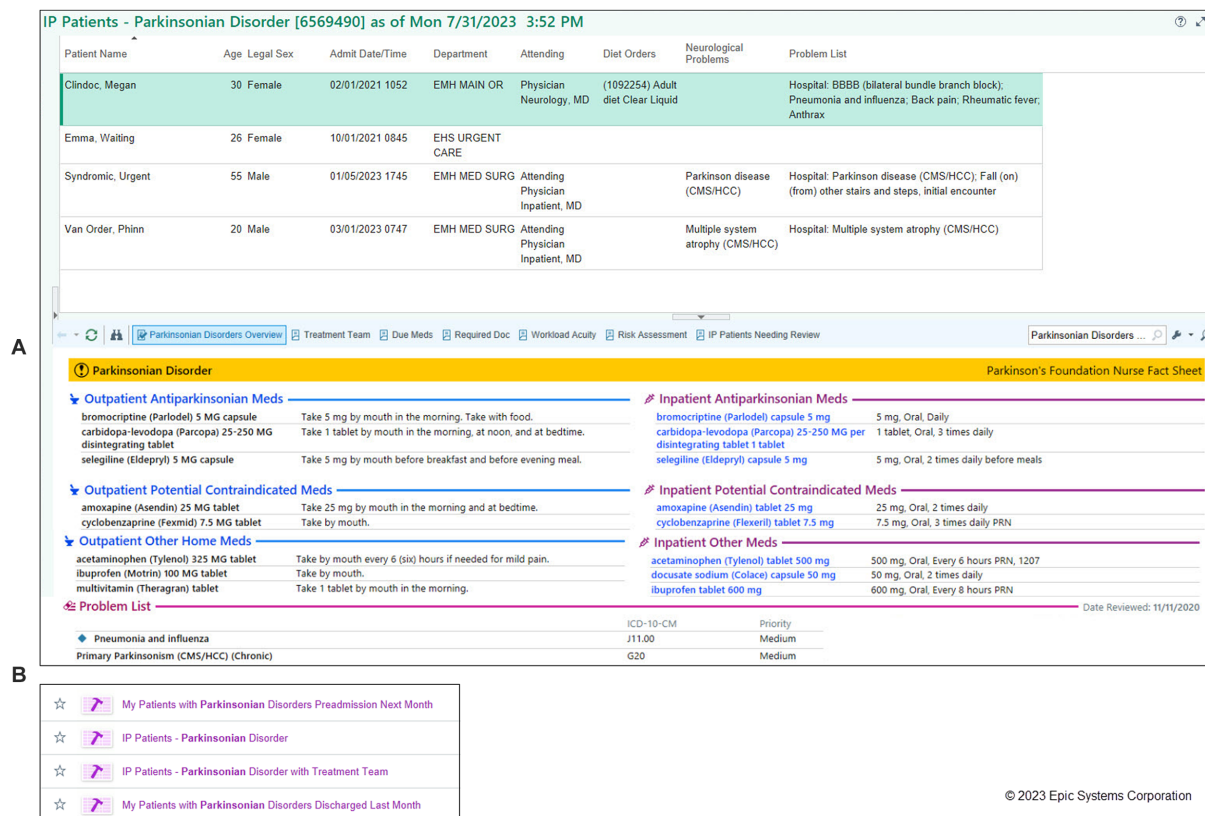 IP Patients - Parkinsonian Disorder [6569490] as of Mon 7/31/2023 3:52 PM
Patient Name Age Legal Sex Admit Date/Time Department Attending Diet Orders Neurological Problems Problem List
Clindoc, Megan 30 Female 02/01/2021 1052 EMH MAIN OR Physician (1092254) Adult Hospital: BBBB (bilateral bundle branch block);
Neurology, MD diet Clear Liquid Pneumonia and influenza; Back pain; Rheumatic fever;
Anthrax
Emma, Waiting 26 Female 10/01/2021 0845 EHS URGENT
CARE
Syndromic, Urgent 55 Male 01/05/2023 1745 EMH MED SURG Attending Parkinson disease Hospital: Parkinson disease (CMS/HCC); Fall (on)
Physician (CMS/HCC) (from) other stairs and steps, initial encounter
Inpatient, MD
Van Order, Phinn 20 Male 03/01/2023 0747 EMH MED SURG Attending Multiple system Hospital: Multiple system atrophy (CMS/HCC)
Physician atrophy (CMS/HCC)
Inpatient, MD
A
Parkinsonian Disorders Overview Treatment Team Due Meds Required Doc Workload Acuity Risk Assessment IP Patients Needing Review Parkinsonian Disorders ...
Parkinsonian Disorder Parkinson's Foundation Nurse Fact Sheet
Outpatient Antiparkinsonian Meds Inpatient Antiparkinsonian Meds
bromocriptine (Parlodel) 5 MG capsule Take 5 mg by mouth in the morning. Take with food. bromocriptine (Parlodel) capsule 5 mg 5 mg, Oral, Daily
carbidopa-levodopa (Parcopa) 25-250 MG Take 1 tablet by mouth in the morning, at noon, and at bedtime. carbidopa-levodopa (Parcopa) 25-250 MG per 1 tablet, Oral, 3 times daily
disintegrating tablet disintegrating tablet 1 tablet
selegiline (Eldepryl) 5 MG capsule Take 5 mg by mouth before breakfast and before evening meal. selegiline (Eldepryl) capsule 5 mg 5 mg, Oral, 2 times daily before meals
Outpatient Potential Contraindicated Meds Inpatient Potential Contraindicated Meds
amoxapine (Asendin) 25 MG tablet Take 25 mg by mouth in the morning and at bedtime. amoxapine (Asendin) tablet 25 mg 25 mg, Oral, 2 times daily
cyclobenzaprine (Fexmid) 7.5 MG tablet Take by mouth. cyclobenzaprine (Flexeril) tablet 7.5 mg 7.5 mg, Oral, 3 times daily PRN
Outpatient Other Home Meds Inpatient Other Meds
acetaminophen (Tylenol) 325 MG tablet Take by mouth every 6 (six) hours if needed for mild pain. acetaminophen (Tylenol) tablet 500 mg 500 mg, Oral, Every 6 hours PRN, 1207
ibuprofen (Motrin) 100 MG tablet Take by mouth. docusate sodium (Colace) capsule 50 mg 50 mg, Oral, 2 times daily
multivitamin (Theragran) tablet Take 1 tablet by mouth in the morning. ibuprofen tablet 600 mg 600 mg, Oral, Every 8 hours PRN
Problem List Date Reviewed: 11/11/2020
ICD-10-CM Priority
Pneumonia and influenza J11.00 Medium
Primary Parkinsonism (CMS/HCC) (Chronic) G20 Medium
B
My Patients with Parkinsonian Disorders Preadmission Next Month
IP Patients - Parkinsonian Disorder
IP Patients - Parkinsonian Disorder with Treatment Team
My Patients with Parkinsonian Disorders Discharged Last Month
© 2023 Epic Systems Corporation